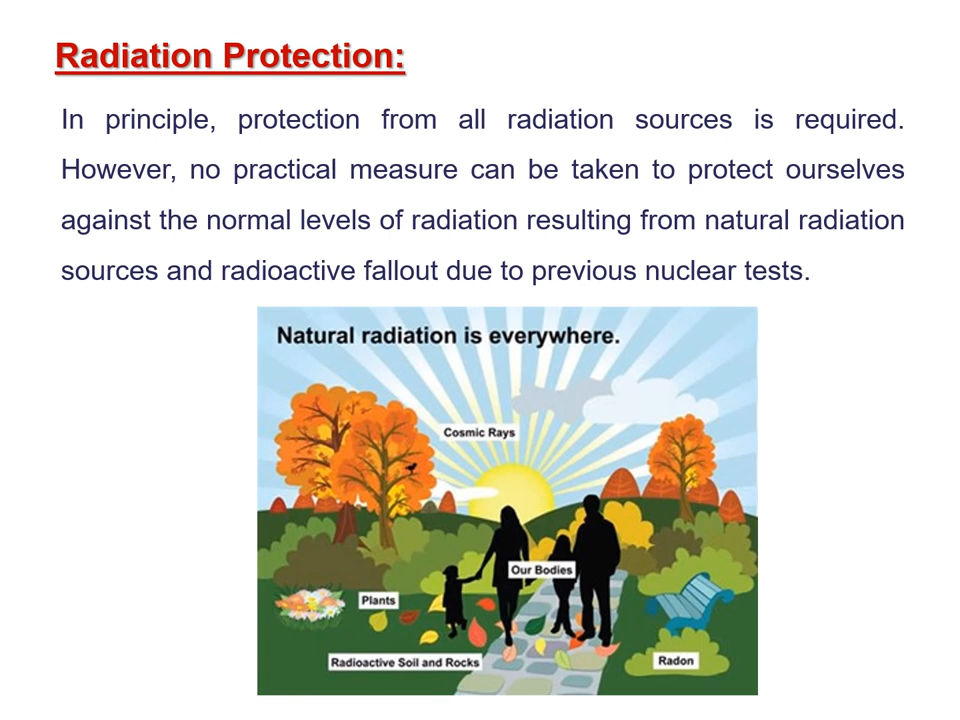 Radiation Protection:
In principle, protection from all radiation sources is required.
However, no practical measure can be taken to protect ourselves
against the normal levels of radiation resulting from natural radiation
sources and radioactive fallout due to previous nuclear tests.
Natural radiation is everywhere.
Cosmic Rays
Our Bodies
Plants
Radioactive Soil and Rocks
Radon